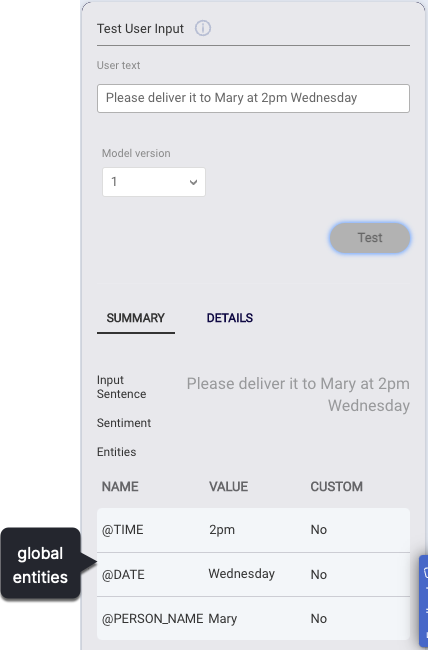 Test User Input
User text
Please deliver it to Mary at 2pm Wednesday
Model version
1
Test
SUMMARY DETAILS
Input
Sentence
Please deliver it to Mary at 2pm
Wednesday
Sentiment
Entities
NAME VALUE CUSTOM
@TIME 2pm No
global
entities
@DATE Wednesday No
@PERSON_NAME Mary No